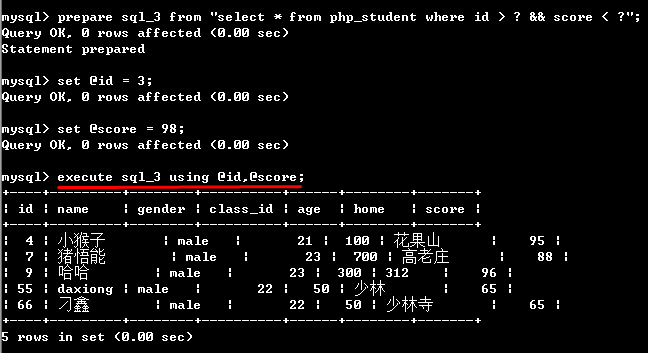 mysql> prepare sql_3 from "select * from php_student where id > ? && score < ?";
Query OK, 0 rows affected (0.00 sec)
Statement prepared
mysql> set @id = 3;
Query OK, 0 rows affected (0.00 sec)
mysql> set @score = 98;
Query OK, 0 rows affected (0.00 sec)
mysql> execute sql_3 using @id,@score;
+----+---------+--------+----------+------+--------+-------+
| id | name | gender | class_id | age | home | score |
+----+---------+--------+----------+------+--------+-------+
| 4 | 小猴子 | male | 21 | 100 | 花果山 | 95 |
| 7 | 猪悟能 | male | 23 | 700 | 高老庄 | 88 |
| 9 | 哈哈 | male | 23 | 300 | 312 | 96 |
| 55 | daxiong | male | 22 | 50 | 少林 | 65 |
| 66 | 刁鑫 | male | 22 | 50 | 少林寺 | 65 |
+----+---------+--------+----------+------+--------+-------+
5 rows in set (0.00 sec)